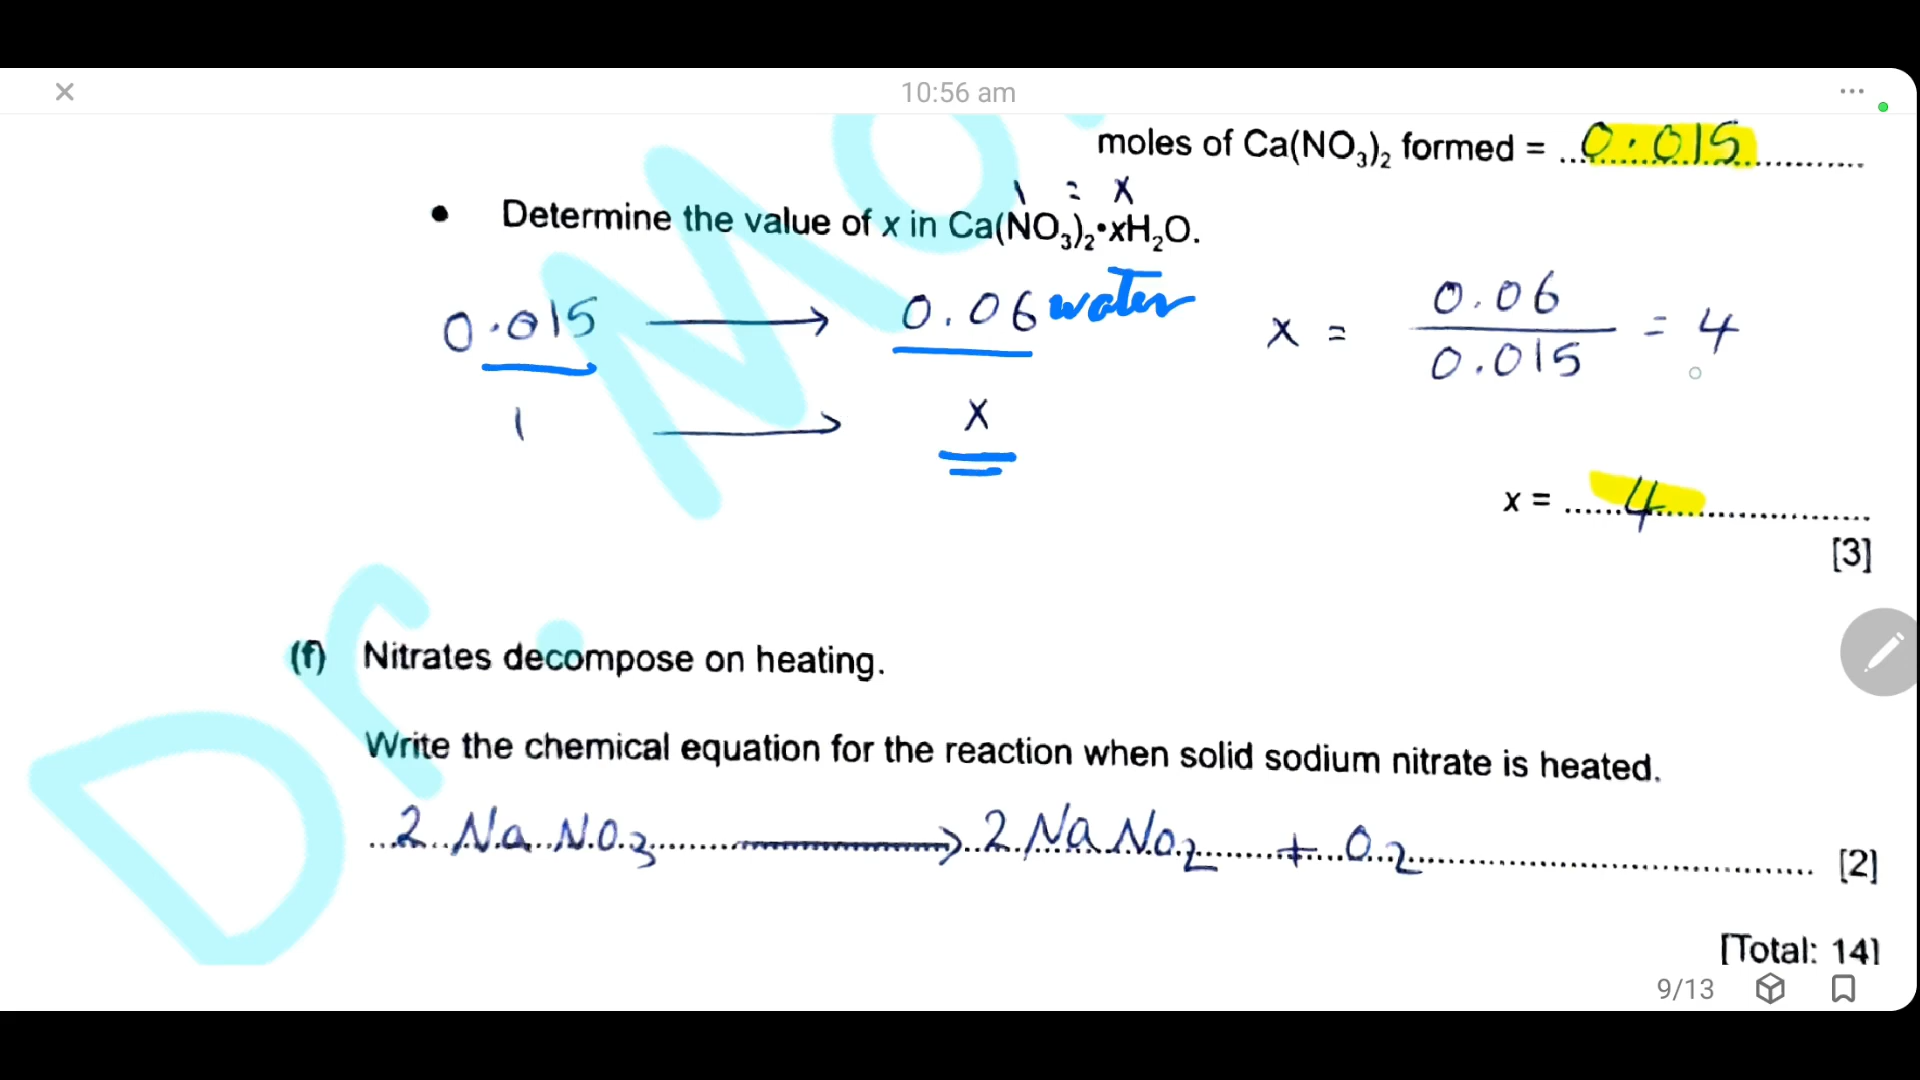 10:56 am
moles of Ca(NO₃)₂ formed = 0.015
1 = x
Determine the value of x in Ca(NO₃)₂•xH₂O.
0.015 → 0.06 water
1 → x
x = 0.06 / 0.015 = 4
x = 4
[3]
(f) Nitrates decompose on heating.
Write the chemical equation for the reaction when solid sodium nitrate is heated.
2 NaNO₃ → 2 NaNO₂ + O₂ [2]
[Total: 14]
9/13
Dr. Mo.